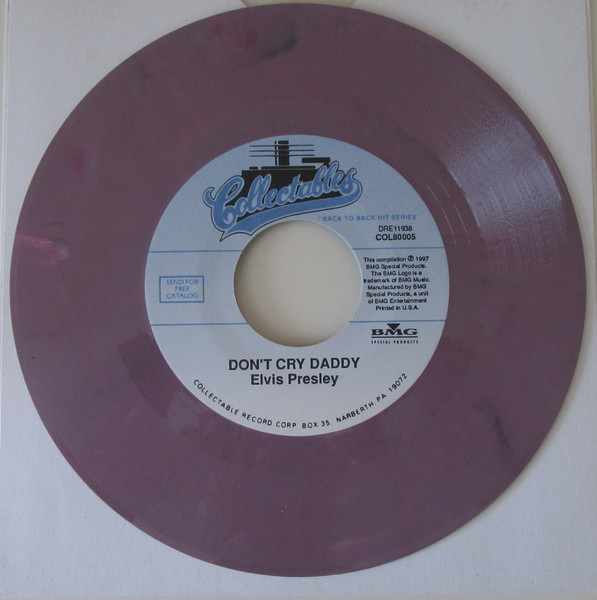 Collectables
"BACK TO BACK HIT SERIES"
DRE11938
COL80005
This compilation ℗ 1997
BMG Special Products.
The BMG Logo is a
trademark of BMG Music.
Manufactured by BMG
Special Products, a unit
of BMG Entertainment
Printed in U.S.A.
SEND FOR
FREE
CATALOG
BMG
SPECIAL PRODUCTS
DON'T CRY DADDY
Elvis Presley
COLLECTABLE RECORD CORP BOX 35, NARBERTH, PA 19072